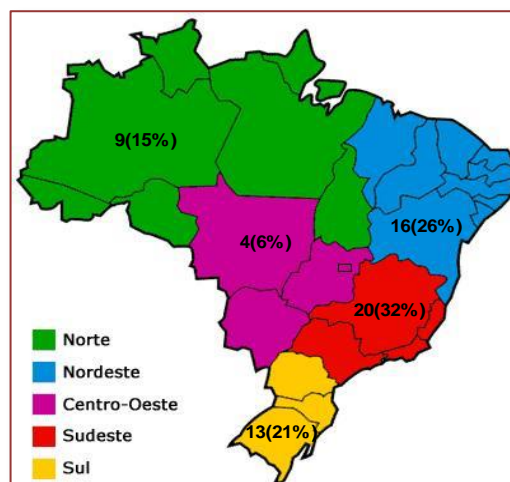 9(15%)
4(6%)
16(26%)
20(32%)
13(21%)
Norte
Nordeste
Centro-Oeste
Sudeste
Sul